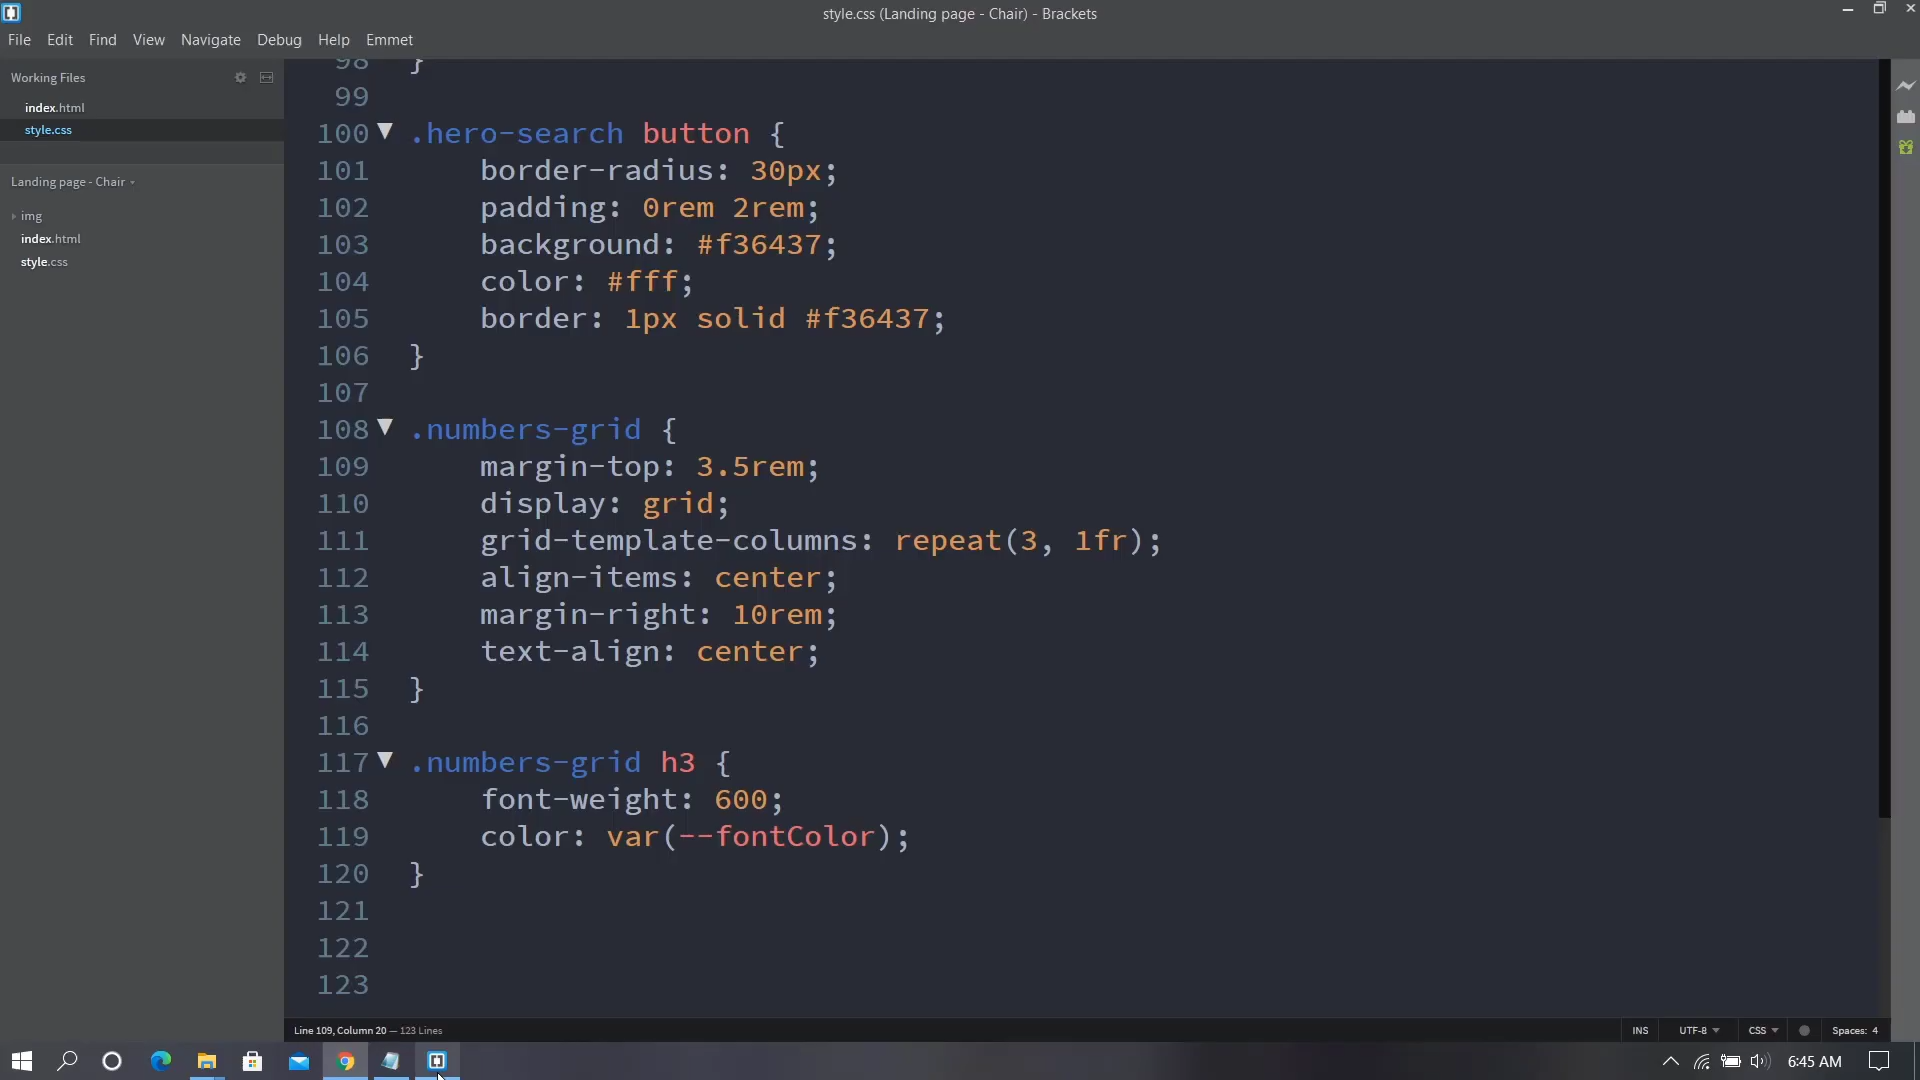 style.css (Landing page - Chair) - Brackets
File Edit Find View Navigate Debug Help Emmet
Working Files
index.html
style.css
Landing page - Chair
img
index.html
style.css
98 }
99
100 .hero-search button {
101 border-radius: 30px;
102 padding: 0rem 2rem;
103 background: #f36437;
104 color: #fff;
105 border: 1px solid #f36437;
106 }
107
108 .numbers-grid {
109 margin-top: 3.5rem;
110 display: grid;
111 grid-template-columns: repeat(3, 1fr);
112 align-items: center;
113 margin-right: 10rem;
114 text-align: center;
115 }
116
117 .numbers-grid h3 {
118 font-weight: 600;
119 color: var(--fontColor);
120 }
121
122
123
Line 109, Column 20 — 123 Lines
INS UTF-8 CSS Spaces: 4
6:45 AM